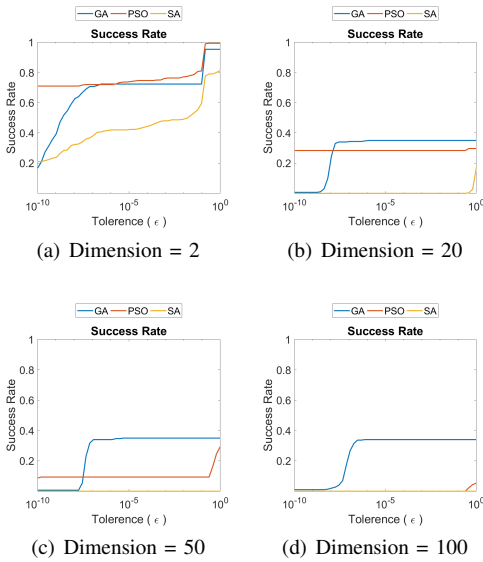 GA PSO SA
Success Rate
1
0.8
0.6
0.4
0.2
Success Rate
10^-10
10^-5
10^0
Tolerence ( ϵ )
(a) Dimension = 2
GA PSO SA
Success Rate
1
0.8
0.6
0.4
0.2
Success Rate
10^-10
10^-5
10^0
Tolerence ( ϵ )
(b) Dimension = 20
GA PSO SA
Success Rate
1
0.8
0.6
0.4
0.2
Success Rate
10^-10
10^-5
10^0
Tolerence ( ϵ )
(c) Dimension = 50
GA PSO SA
Success Rate
1
0.8
0.6
0.4
0.2
Success Rate
10^-10
10^-5
10^0
Tolerence ( ϵ )
(d) Dimension = 100